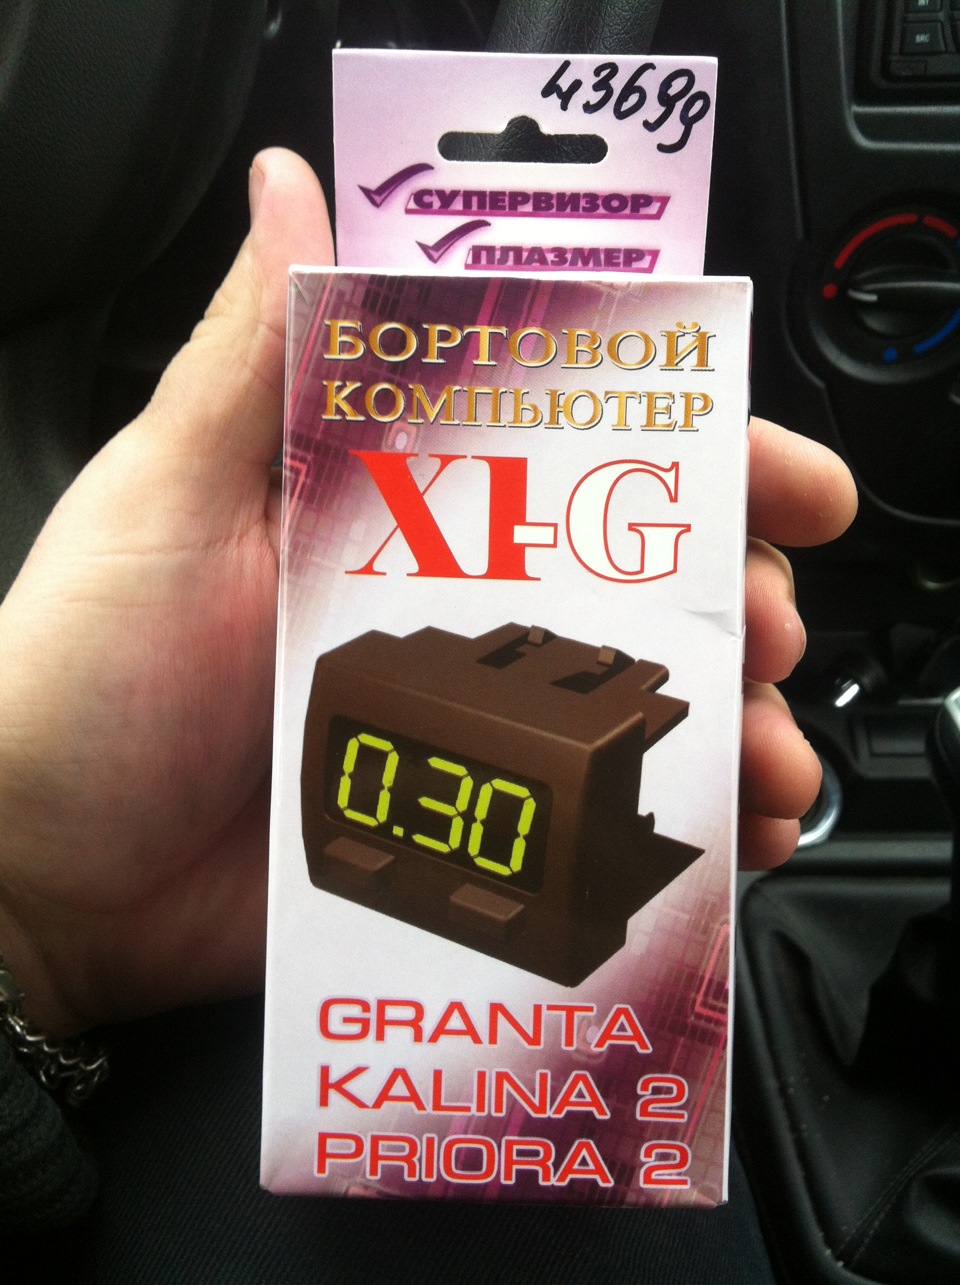 43699
СУПЕРВИЗОР
ПЛАЗМЕР
БОРТОВОЙ
КОМПЬЮТЕР
X1-G
0.30
GRANTA
KALINA 2
PRIORA 2